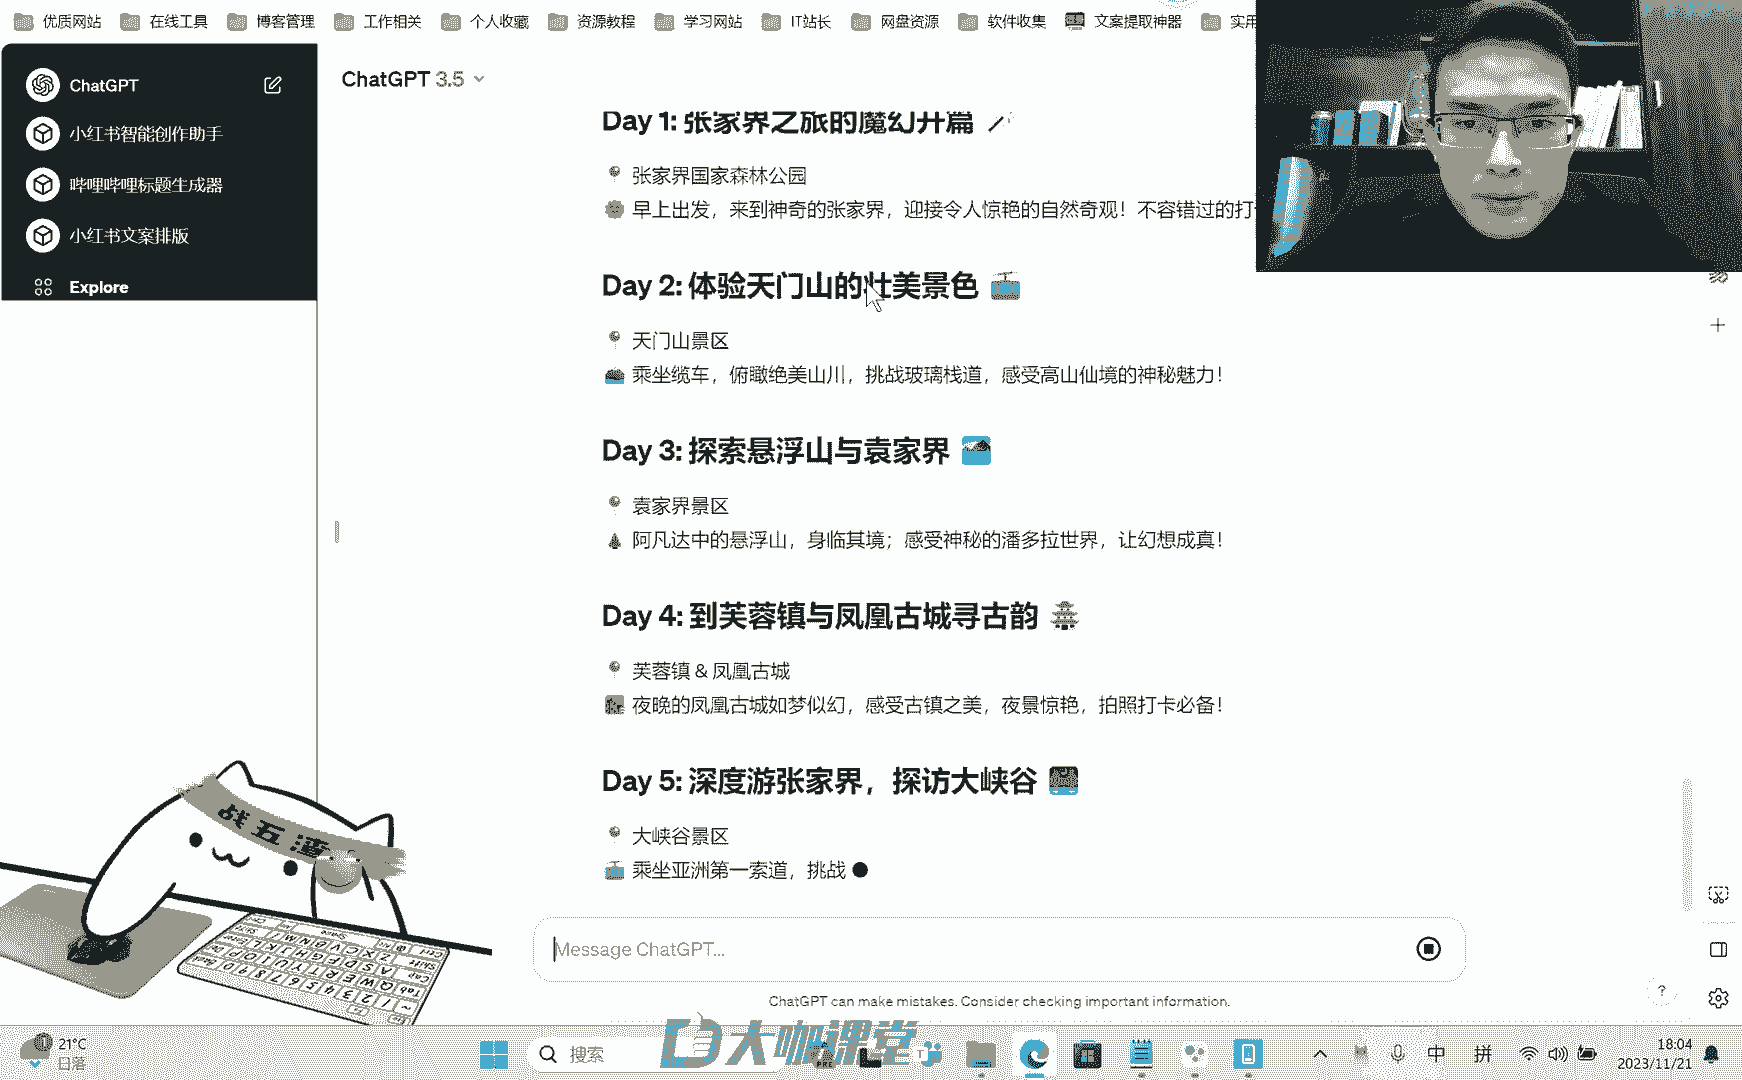 优质网站
在线工具
博客管理
工作相关
个人收藏
资源教程
学习网站
IT站长
网盘资源
软件收集
文案提取神器
实用
ChatGPT
小红书智能创作助手
哔哩哔哩标题生成器
小红书文案排版
Explore
ChatGPT 3.5
Day 1: 张家界之旅的魔幻开篇
张家界国家森林公园
早上出发，来到神奇的张家界，迎接令人惊艳的自然奇观！不容错过的打
Day 2: 体验天门山的壮美景色
天门山景区
乘坐缆车，俯瞰绝美山川，挑战玻璃栈道，感受高山仙境的神秘魅力！
Day 3: 探索悬浮山与袁家界
袁家界景区
阿凡达中的悬浮山，身临其境；感受神秘的潘多拉世界，让幻想成真！
Day 4: 到芙蓉镇与凤凰古城寻古韵
芙蓉镇 & 凤凰古城
夜晚的凤凰古城如梦似幻，感受古镇之美，夜景惊艳，拍照打卡必备！
Day 5: 深度游张家界，探访大峡谷
大峡谷景区
乘坐亚洲第一索道，挑战
Message ChatGPT...
ChatGPT can make mistakes. Consider checking important information.
?
战五渣
21°C
日落
搜索
大咖课堂
PRE
中
拼
18:04
2023/11/21